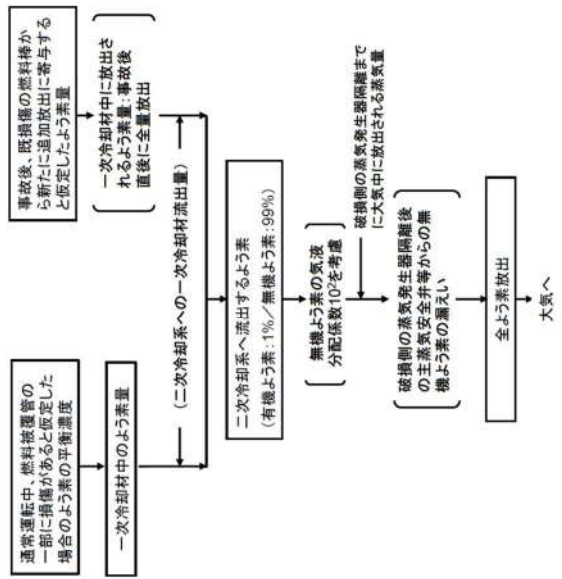 通常運転中、燃料被覆管の
一部に損傷があると仮定した
場合のよう素の平衡濃度
一次冷却材中のよう素量
事故後、既損傷の燃料棒か
ら新たに追加放出に寄与する
と仮定したよう素量
一次冷却材中に放出さ
れるよう素量:事故後
直後に全量放出
(二次冷却系への一次冷却材流出量)
二次冷却系へ流出するよう素
(有機よう素:1%/無機よう素:99%)
無機よう素の気液
分配係数10²を考慮
破損側の蒸気発生器隔離まで
に大気中に放出される蒸気量
破損側の蒸気発生器隔離後
の主蒸気安全弁等からの無
機よう素の漏えい
全よう素放出
大気へ